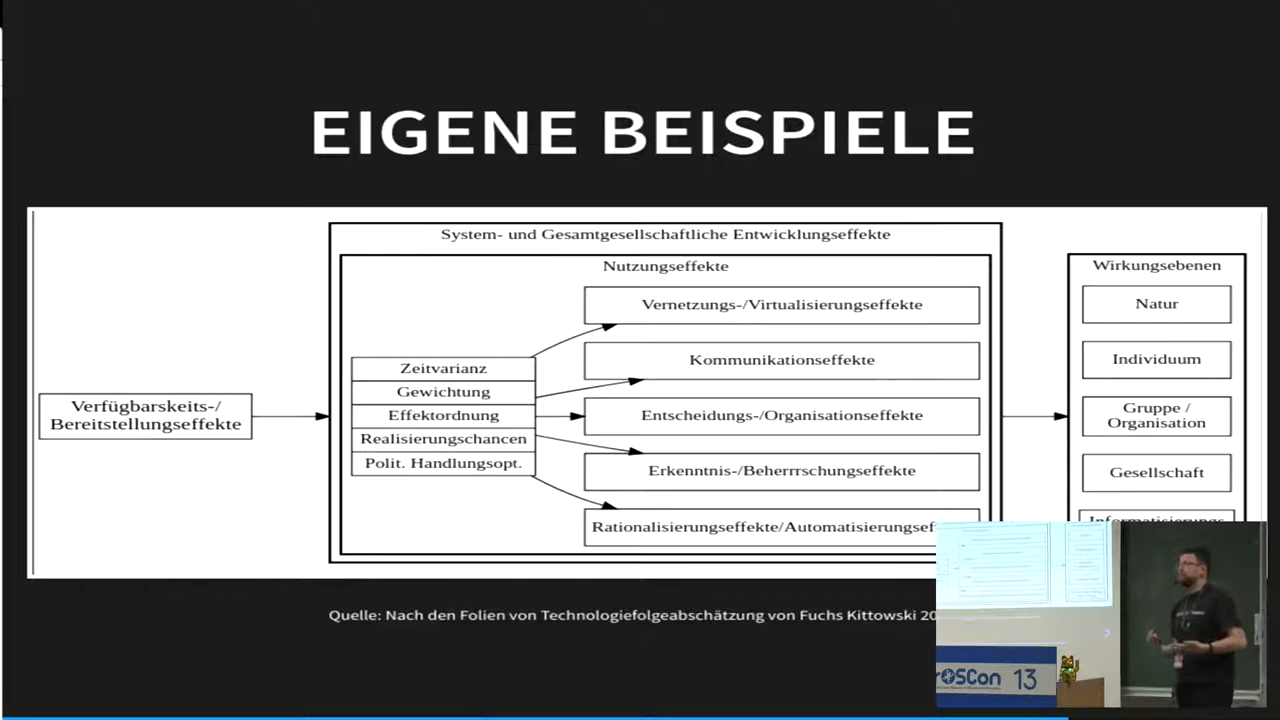 EIGENE BEISPIELE
System- und Gesamtgesellschaftliche Entwicklungseffekte
Nutzungseffekte
Wirkungsebenen
Vernetzungs-/Virtualisierungseffekte
Natur
Zeitvarianz
Kommunikationseffekte
Individuum
Gewichtung
Verfügbarskeits-/
Bereitstellungseffekte
Effektordnung
Entscheidungs-/Organisationseffekte
Gruppe /
Organisation
Realisierungschancen
Polit. Handlungsopt.
Erkenntnis-/Beherrrschungseffekte
Gesellschaft
Rationalisierungseffekte/Automatisierungsef
Informatisierungs
Quelle: Nach den Folien von Technologiefolgeabschätzung von Fuchs Kittowski 20
rOSCon 13